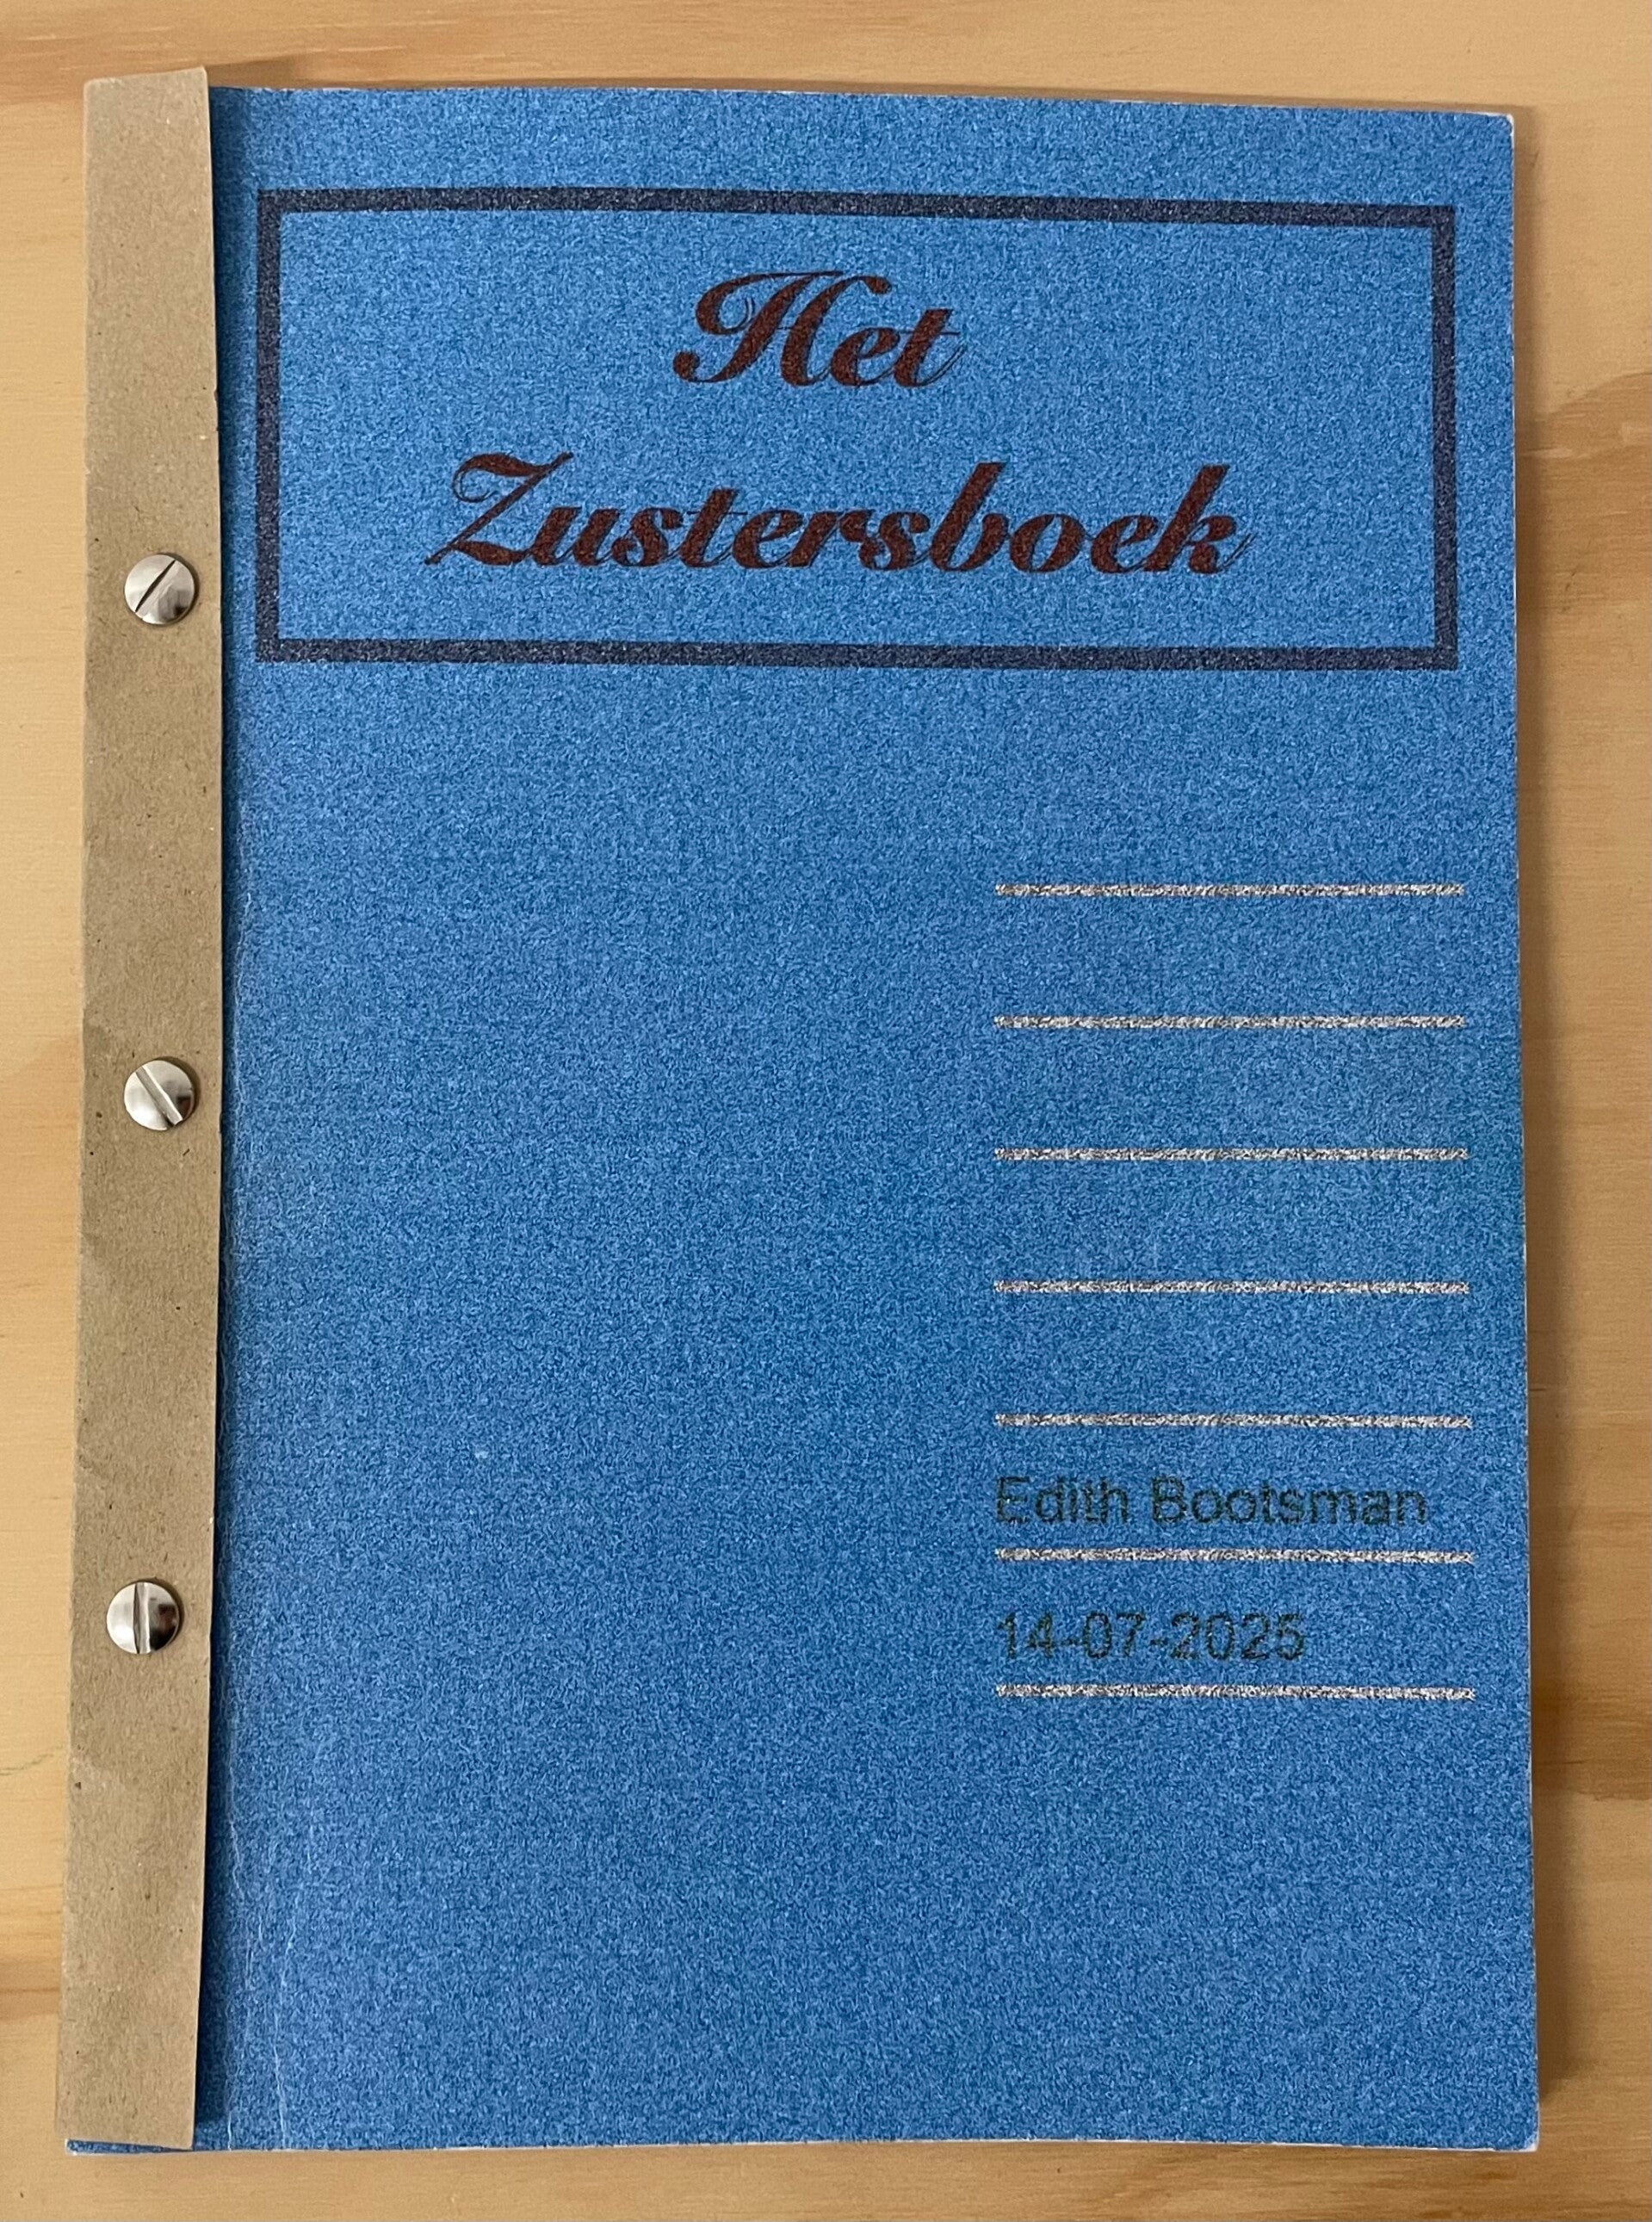 Het
Zustersboek
Edith Bootsman
14-07-2025